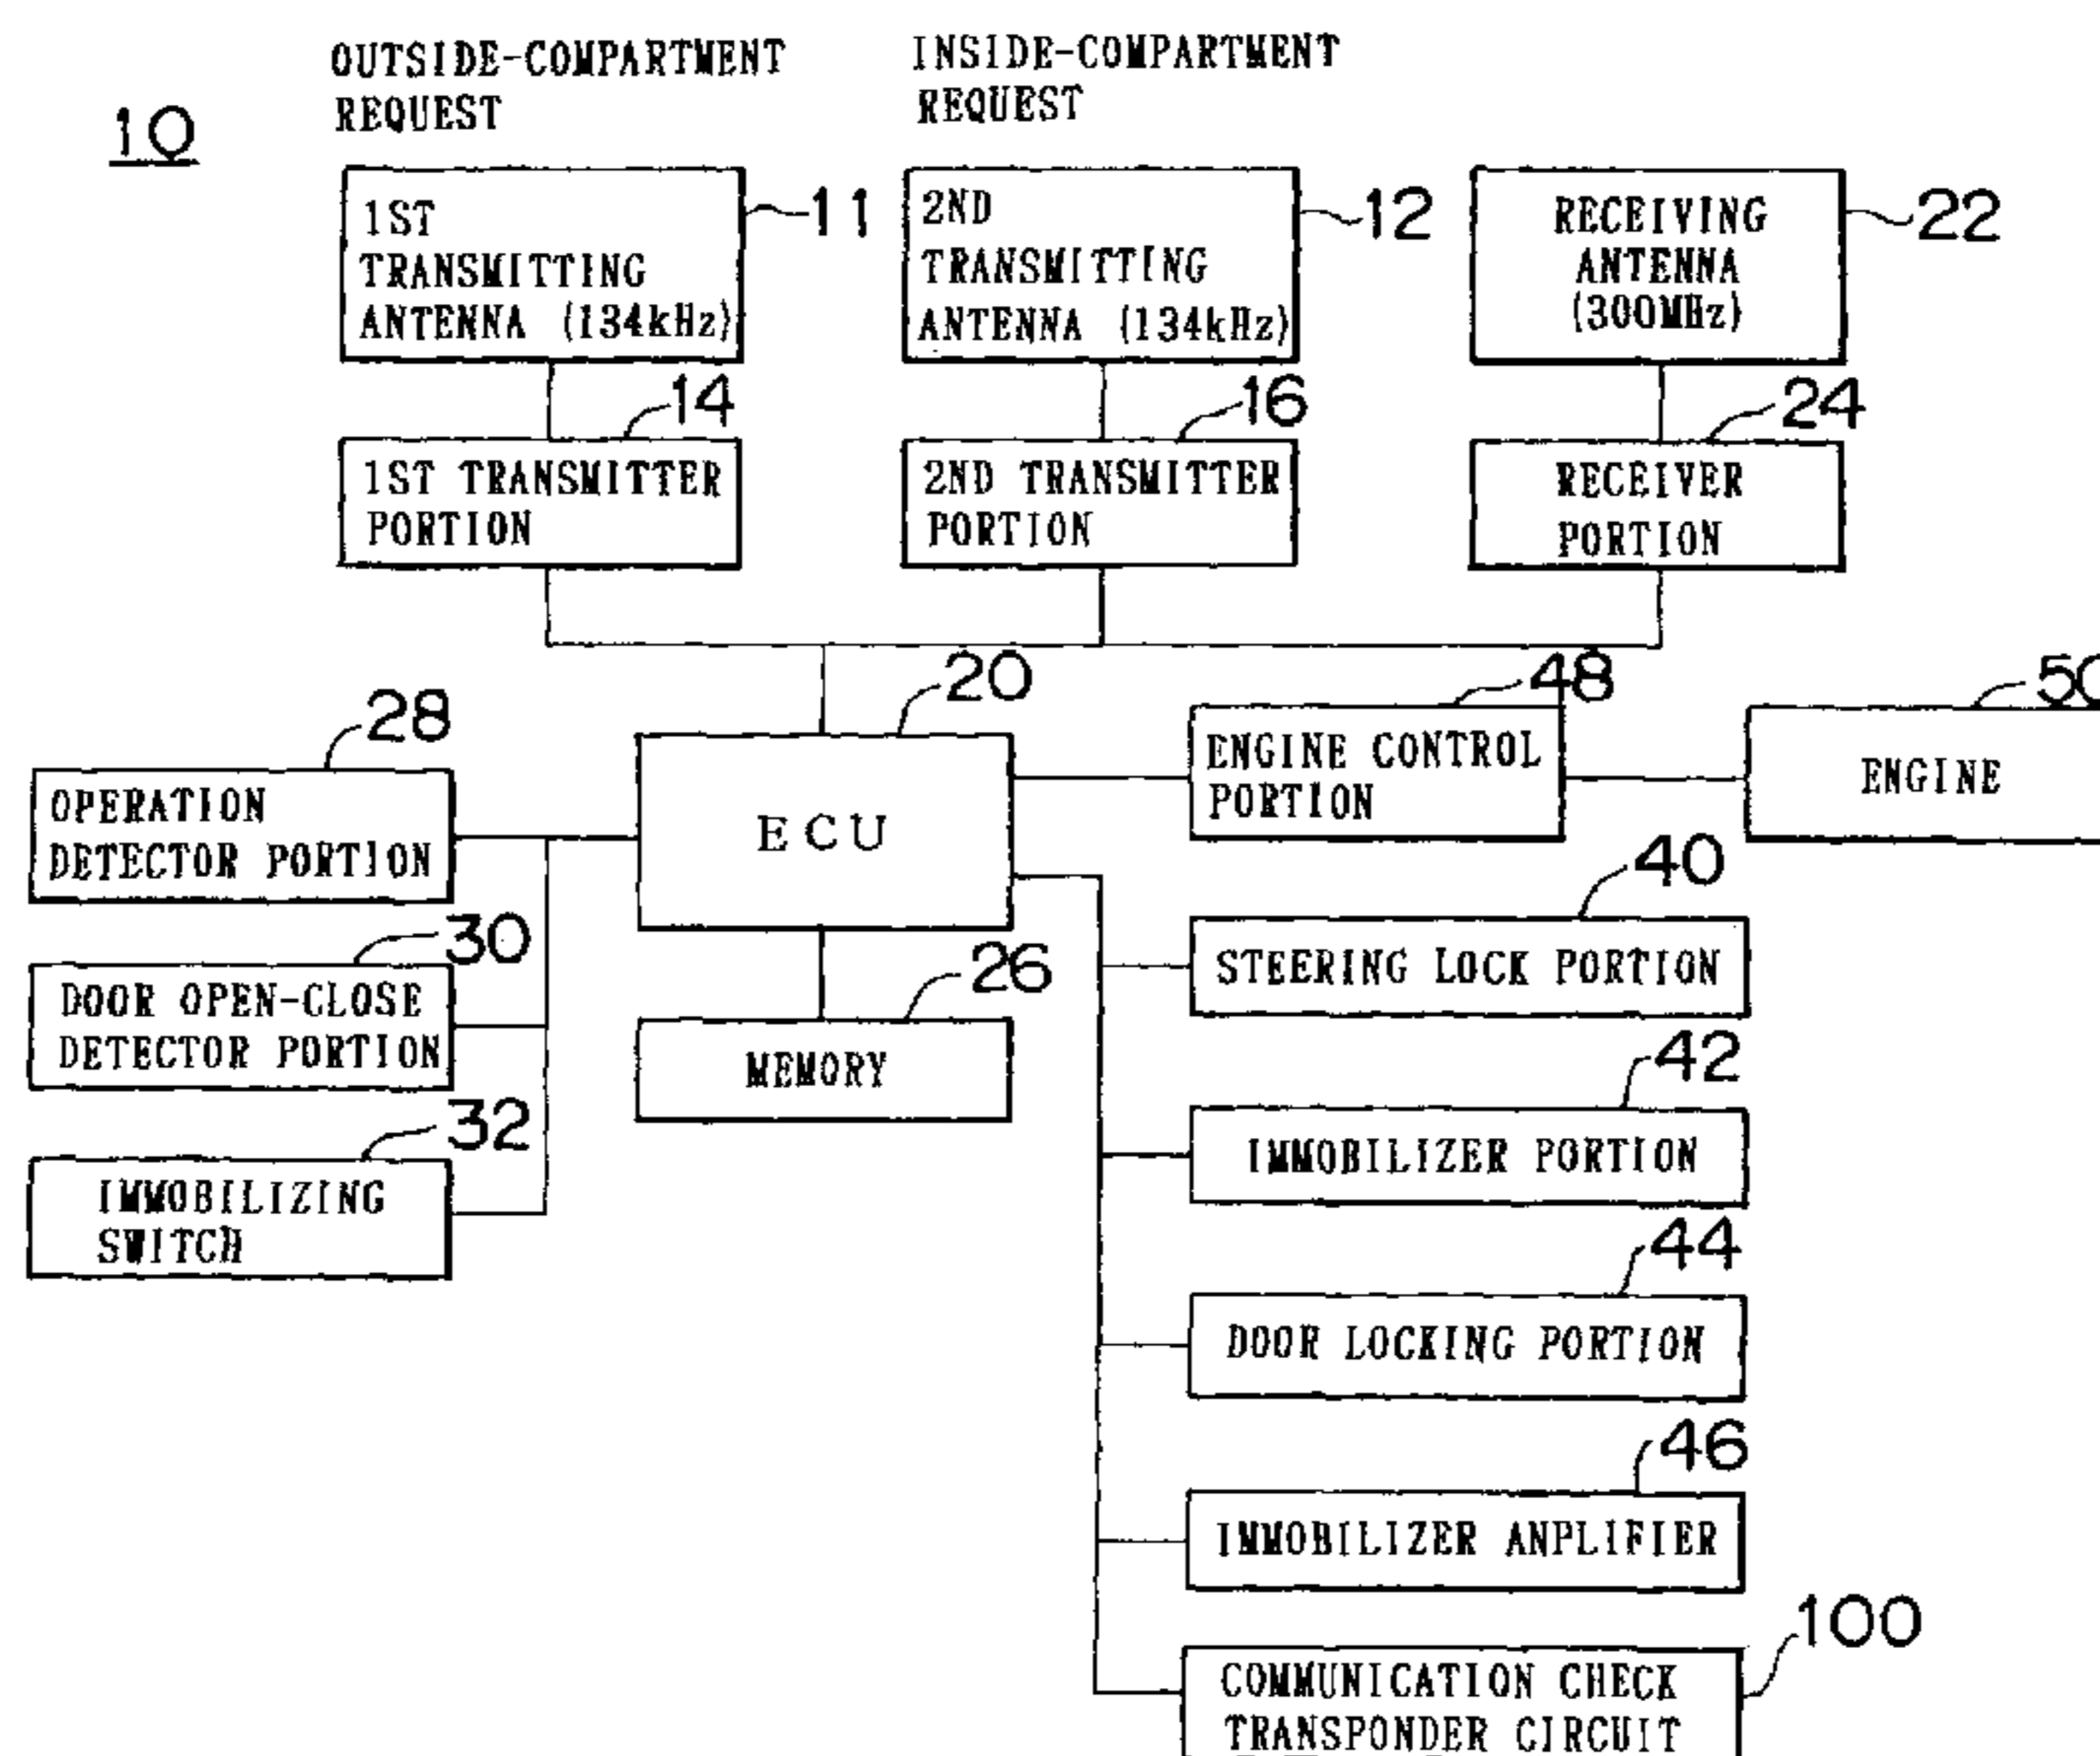 OUTSIDE-COMPARTMENT
REQUEST
INSIDE-COMPARTMENT
REQUEST
10
1ST
TRANSMITTING
ANTENNA (134kHz)
11
2ND
TRANSMITTING
ANTENNA (134kHz)
12
RECEIVING
ANTENNA
(300MHz)
22
14
1ST TRANSMITTER
PORTION
16
2ND TRANSMITTER
PORTION
24
RECEIVER
PORTION
28
OPERATION
DETECTOR PORTION
20
ECU
48
ENGINE CONTROL
PORTION
50
ENGINE
30
DOOR OPEN-CLOSE
DETECTOR PORTION
26
MEMORY
40
STEERING LOCK PORTION
32
IMMOBILIZING
SWITCH
42
IMMOBILIZER PORTION
44
DOOR LOCKING PORTION
46
IMMOBILIZER ANPLIFIER
100
COMMUNICATION CHECK
TRANSPONDER CIRCUIT